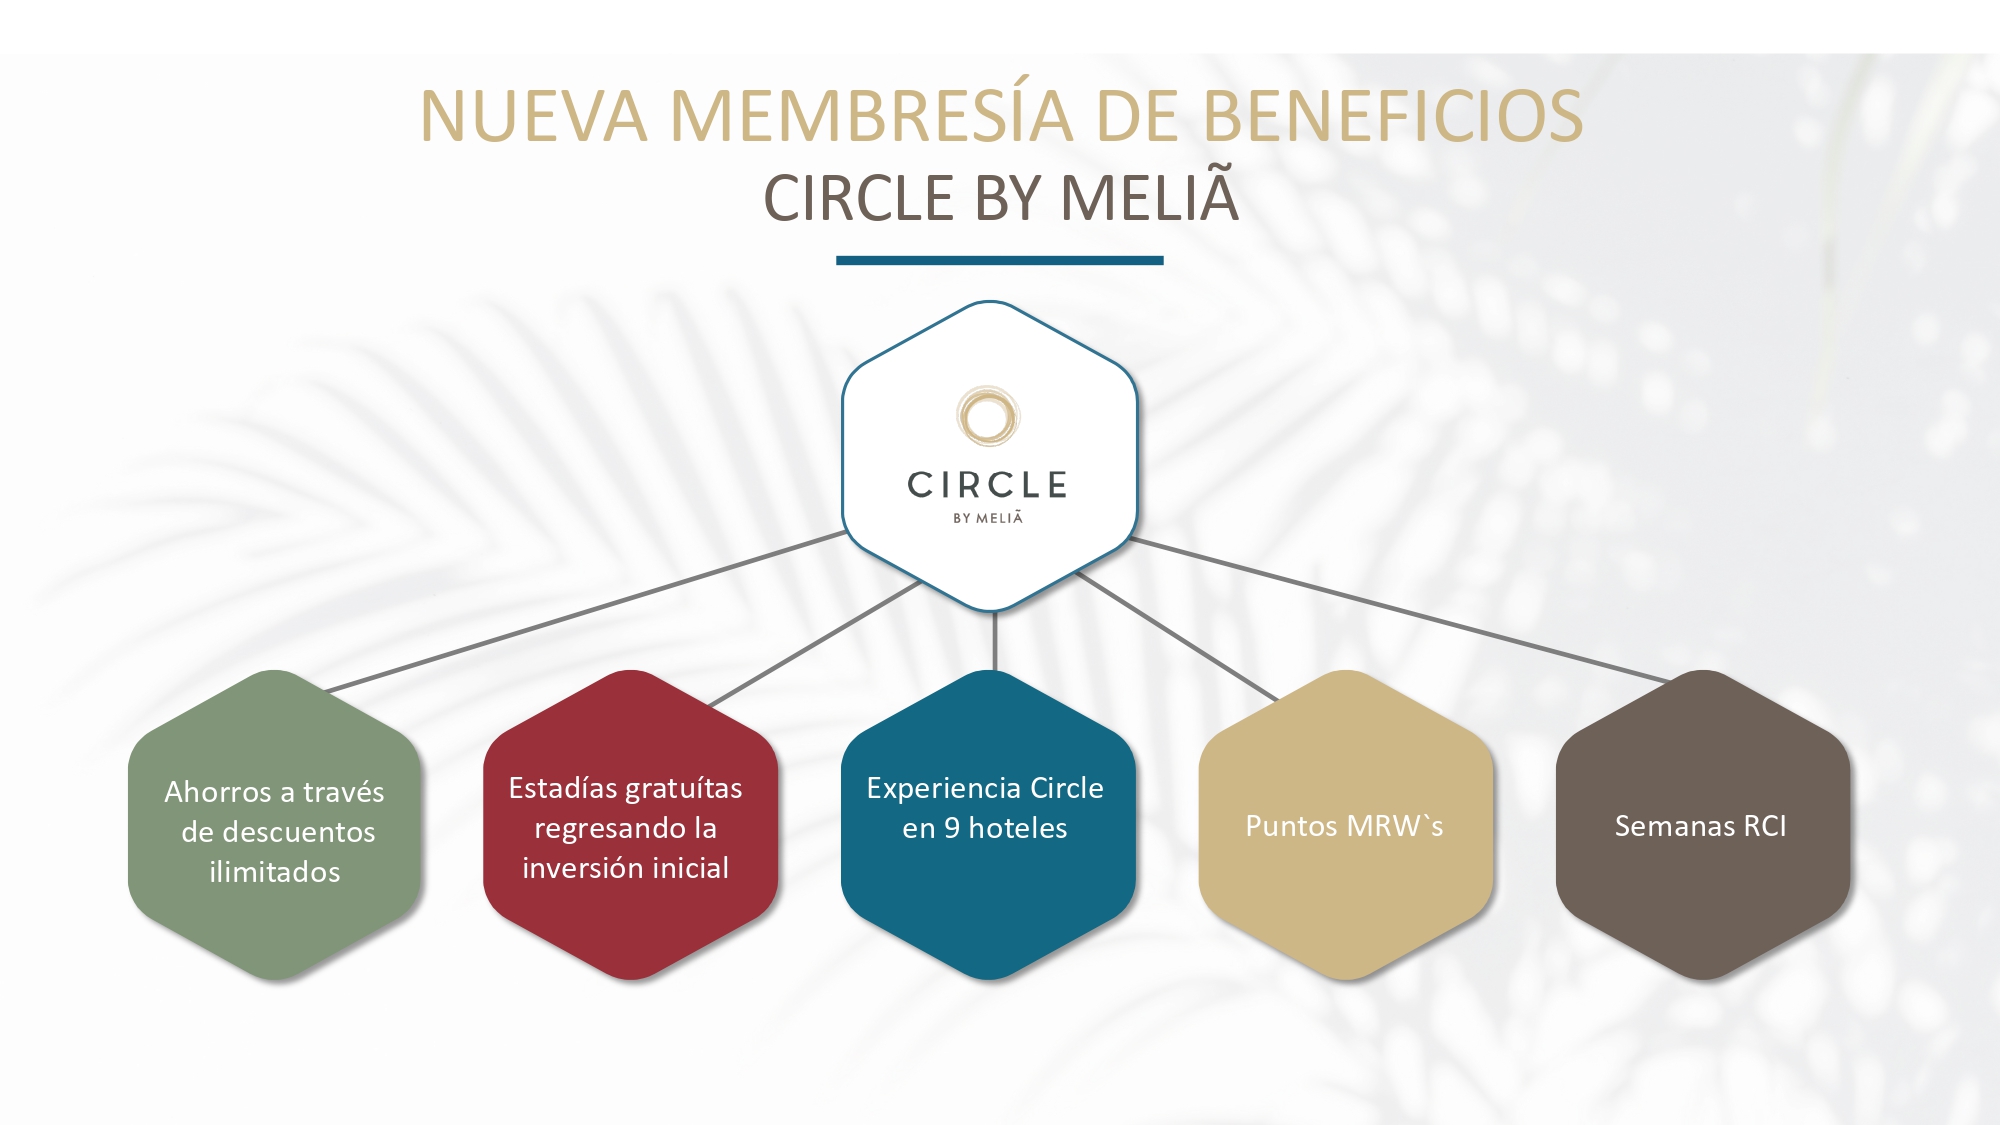 NUEVA MEMBRESÍA DE BENEFICIOS
CIRCLE BY MELIÃ
CIRCLE
BY MELIÃ
Ahorros a través
de descuentos
ilimitados
Estadías gratuítas
regresando la
inversión inicial
Experiencia Circle
en 9 hoteles
Puntos MRW`s
Semanas RCI